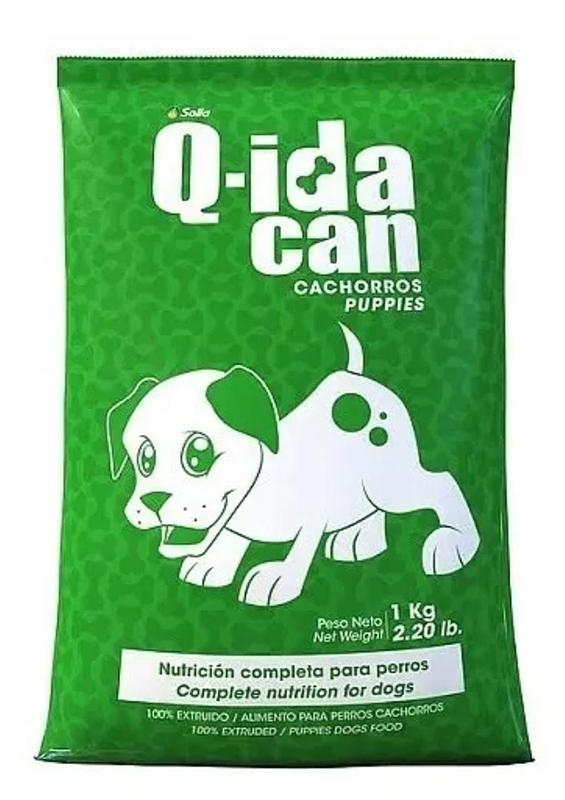 Solla
Q-ida
can
CACHORROS
PUPPIES
Peso Neto 1 Kg
Net Weight 2.20 lb.
Nutrición completa para perros
Complete nutrition for dogs
100% EXTRUIDO / ALIMENTO PARA PERROS CACHORROS
100% EXTRUDED / PUPPIES DOGS FOOD